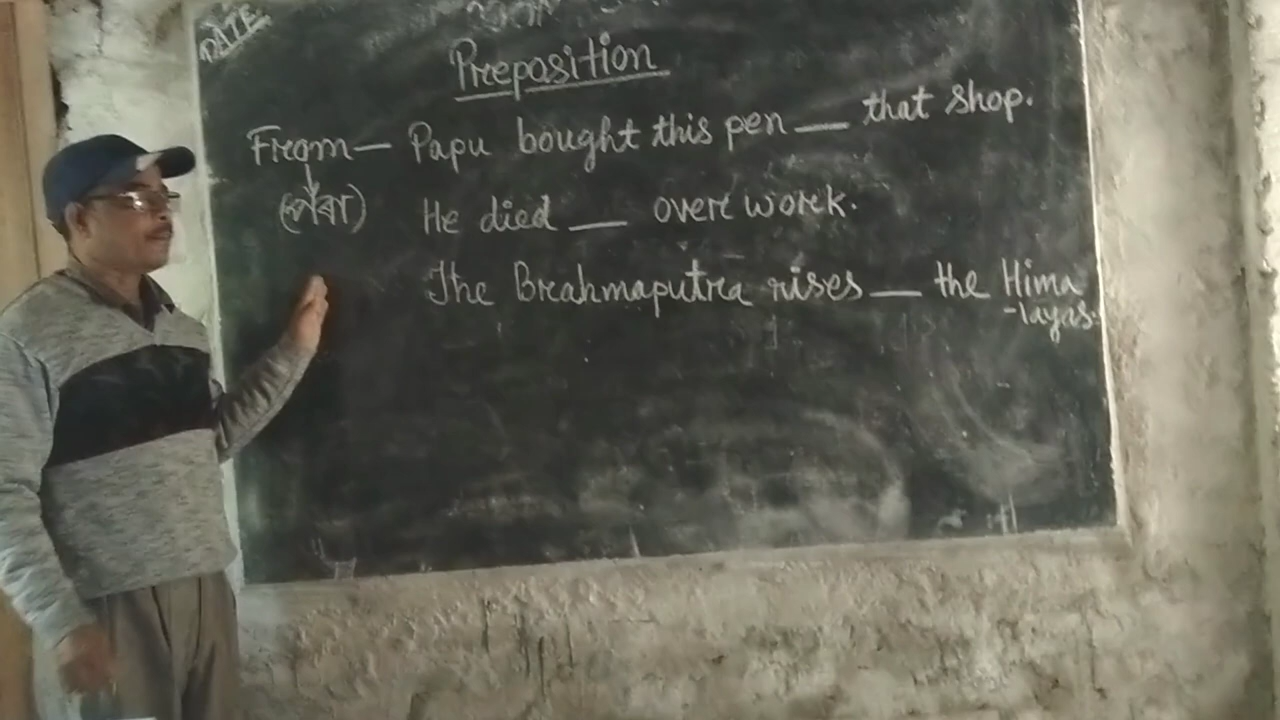 DATE
Preposition
From — Papu bought this pen — that shop.
(পৰা) He died — over work.
The Brahmaputra rises — the Hima
-layas.